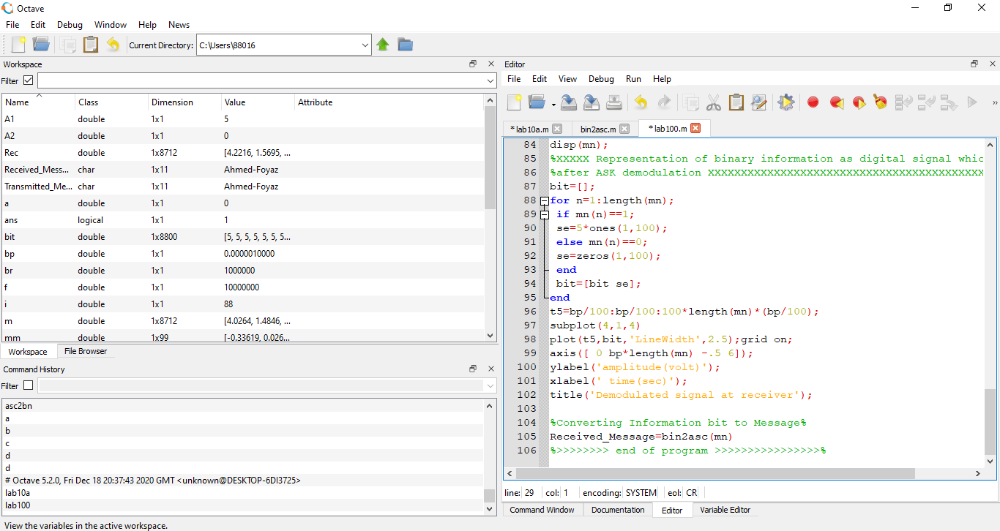 Octave
File Edit Debug Window Help News
Current Directory: C:\Users\88016
Workspace
Filter
Name Class Dimension Value Attribute
A1 double 1x1 5
A2 double 1x1 0
Rec double 1x8712 [4.2216, 1.5695, ...
Received_Mess... char 1x11 Ahmed-Foyaz
Transmitted_Me... char 1x11 Ahmed-Foyaz
a double 1x1 0
ans logical 1x1 1
bit double 1x8800 [5, 5, 5, 5, 5, 5, 5...
bp double 1x1 0.0000010000
br double 1x1 1000000
f double 1x1 10000000
i double 1x1 88
m double 1x8712 [4.0264, 1.4846, ...
mm double 1x99 [-0.33619, 0.026...
Workspace File Browser
Command History
Filter
asc2bn
a
b
c
d
d
# Octave 5.2.0, Fri Dec 18 20:37:43 2020 GMT <unknown@DESKTOP-6DI3725>
lab10a
lab100
View the variables in the active workspace.
Editor
File Edit View Debug Run Help
»
* lab10a.m bin2asc.m * lab100.m
84 disp(mn);
85 %XXXXX Representation of binary information as digital signal whic
86 %after ASK demodulation XXXXXXXXXXXXXXXXXXXXXXXXXXXXXXXXXXXXXXXXXX
87 bit=[];
88 for n=1:length(mn);
89 if mn(n)==1;
90 se=5*ones(1,100);
91 else mn(n)==0;
92 se=zeros(1,100);
93 end
94 bit=[bit se];
95 end
96 t5=bp/100:bp/100:100*length(mn)*(bp/100);
97 subplot(4,1,4)
98 plot(t5,bit,'LineWidth',2.5);grid on;
99 axis([ 0 bp*length(mn) -.5 6]);
100 ylabel('amplitude(volt)');
101 xlabel(' time(sec)');
102 title('Demodulated signal at receiver');
103
104 %Converting Information bit to Message%
105 Received_Message=bin2asc(mn)
106 %>>>>>>>> end of program >>>>>>>>>>>>>>>>%
line: 29 col: 1 encoding: SYSTEM eol: CR
Command Window Documentation Editor Variable Editor